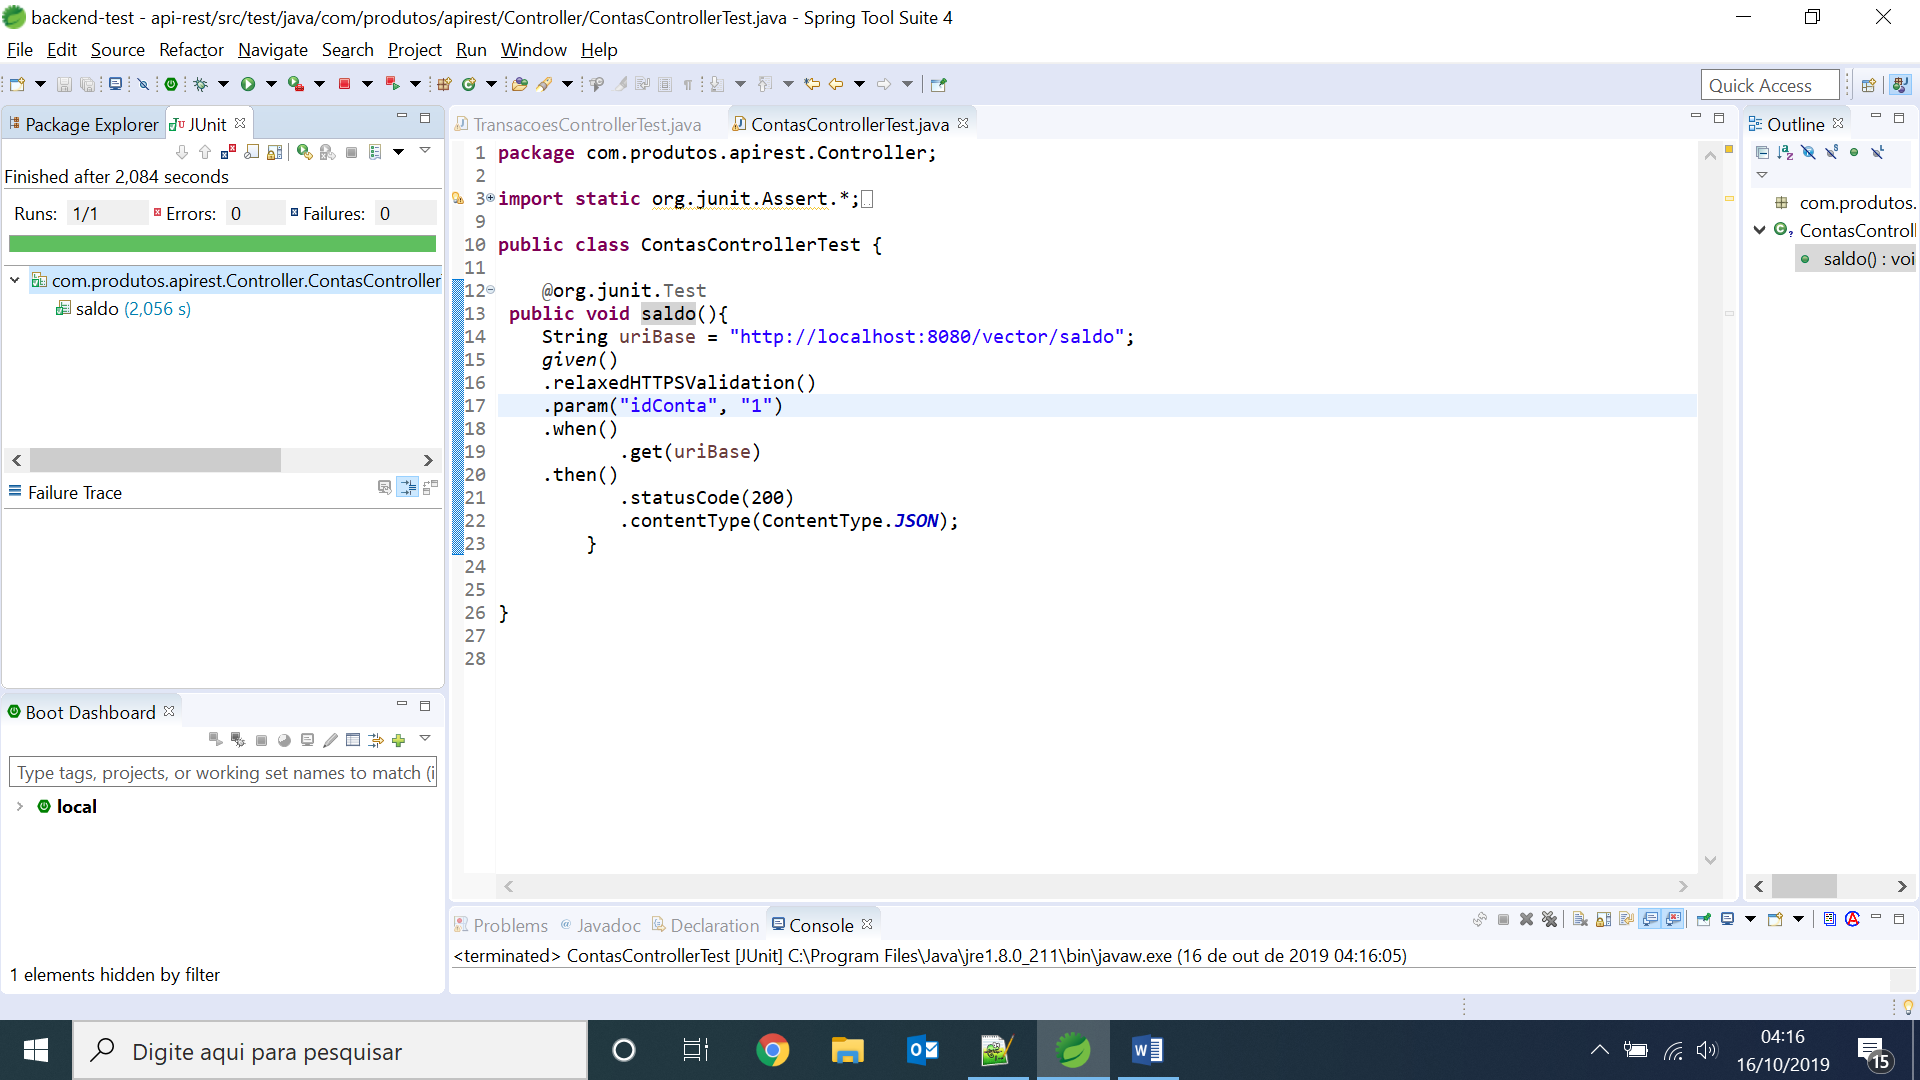 backend-test - api-rest/src/test/java/com/produtos/apirest/Controller/ContasControllerTest.java - Spring Tool Suite 4
File Edit Source Refactor Navigate Search Project Run Window Help
Quick Access
Package Explorer JUnit
Finished after 2,084 seconds
Runs: 1/1 Errors: 0 Failures: 0
com.produtos.apirest.Controller.ContasController
saldo (2,056 s)
Failure Trace
Boot Dashboard
Type tags, projects, or working set names to match (i
local
1 elements hidden by filter
TransacoesControllerTest.java ContasControllerTest.java
1 package com.produtos.apirest.Controller;
2
3 import static org.junit.Assert.*;
9
10 public class ContasControllerTest {
11
12 @org.junit.Test
13 public void saldo(){
14 String uriBase = "http://localhost:8080/vector/saldo";
15 given()
16 .relaxedHTTPSValidation()
17 .param("idConta", "1")
18 .when()
19 .get(uriBase)
20 .then()
21 .statusCode(200)
22 .contentType(ContentType.JSON);
23 }
24
25
26 }
27
28
Outline
com.produtos.
ContasControll
saldo() : voi
Problems Javadoc Declaration Console
<terminated> ContasControllerTest [JUnit] C:\Program Files\Java\jre1.8.0_211\bin\javaw.exe (16 de out de 2019 04:16:05)
Digite aqui para pesquisar
04:16
16/10/2019
15